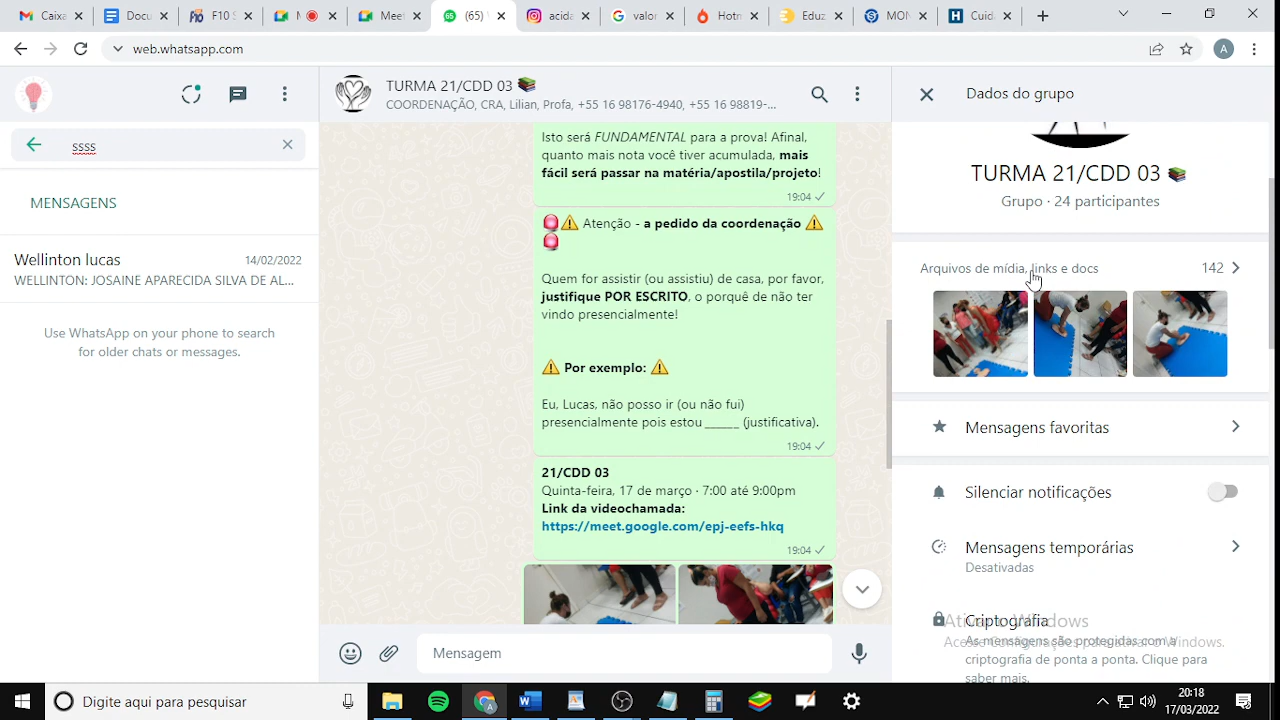 Caixa
Docu
F10 S
M
Meet
(65) W
acida
valor
Hotm
Eduz
MON
Cuid
web.whatsapp.com
A
ssss
MENSAGENS
Wellinton lucas 14/02/2022
WELLINTON: JOSAINE APARECIDA SILVA DE AL...
Use WhatsApp on your phone to search
for older chats or messages.
TURMA 21/CDD 03 📚
COORDENAÇÃO, CRA, Lilian, Profa, +55 16 98176-4940, +55 16 98819-...
Isto será FUNDAMENTAL para a prova! Afinal,
quanto mais nota você tiver acumulada, mais
fácil será passar na matéria/apostila/projeto!
19:04
🚨⚠️ Atenção - a pedido da coordenação ⚠️
🚨
Quem for assistir (ou assistiu) de casa, por favor,
justifique POR ESCRITO, o porquê de não ter
vindo presencialmente!
⚠️ Por exemplo: ⚠️
Eu, Lucas, não posso ir (ou não fui)
presencialmente pois estou ______ (justificativa).
19:04
21/CDD 03
Quinta-feira, 17 de março · 7:00 até 9:00pm
Link da videochamada:
https://meet.google.com/epj-eefs-hkq
19:04
Mensagem
Dados do grupo
TURMA 21/CDD 03 📚
Grupo · 24 participantes
Arquivos de mídia, links e docs 142
Mensagens favoritas
Silenciar notificações
Mensagens temporárias
Desativadas
Criptografia
As mensagens são protegidas com a
criptografia de ponta a ponta. Clique para
saber mais.
Ativar o Windows
Acesse Configurações para ativar o Windows.
Digite aqui para pesquisar
20:18
17/03/2022